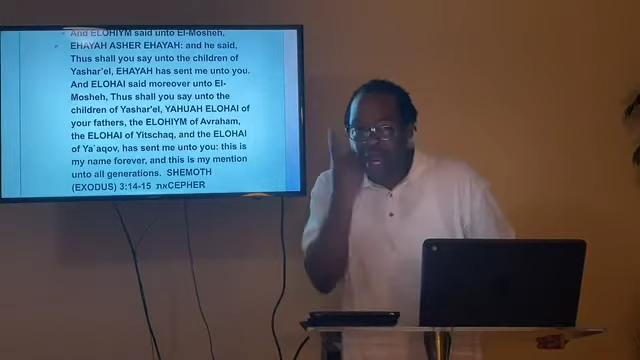 And ELOHIYM said unto El-Mosheh,
EHAYAH ASHER EHAYAH: and he said,
Thus shall you say unto the children of
Yashar'el, EHAYAH has sent me unto you.
And ELOHAI said moreover unto El-
Mosheh, Thus shall you say unto the
children of Yashar'el, YAHUAH ELOHAI of
your fathers, the ELOHIYM of Avraham,
the ELOHAI of Yitschaq, and the ELOHAI
of Ya`aqov, has sent me unto you: this is
my name forever, and this is my mention
unto all generations. SHEMOTH
(EXODUS) 3:14-15 את CEPHER